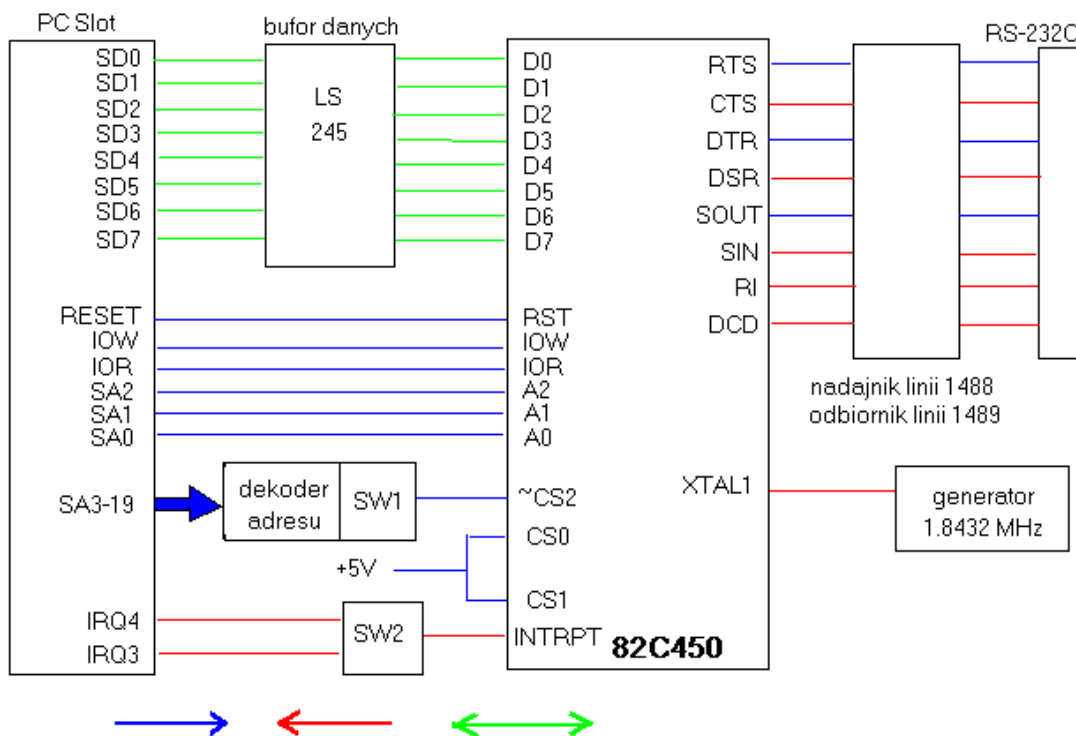 PC Slot
bufor danych
RS-232C
SD0
SD1
SD2
SD3
SD4
SD5
SD6
SD7
LS
245
D0
D1
D2
D3
D4
D5
D6
D7
RTS
CTS
DTR
DSR
SOUT
SIN
RI
DCD
RESET
IOW
IOR
SA2
SA1
SA0
RST
IOW
IOR
A2
A1
A0
nadajnik linii 1488
odbiornik linii 1489
SA3-19
dekoder
adresu
SW1
~CS2
CS0
+5V
CS1
XTAL1
generator
1.8432 MHz
IRQ4
IRQ3
SW2
INTRPT
82C450